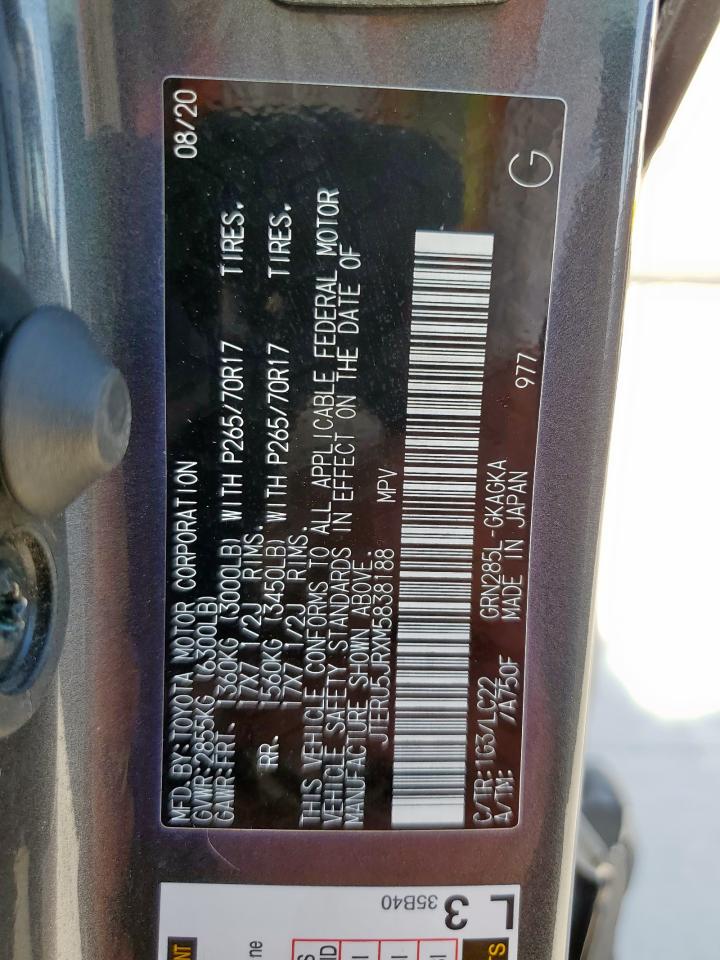 MFD. BY: TOYOTA MOTOR CORPORATION 08/20
GVWR: 2855KG (6300LB)
GAWR: FRT. 1360KG (3000LB) WITH P265/70R17 TIRES.
17X7 1/2J RIMS.
RR. 1560KG (3450LB) WITH P265/70R17 TIRES.
17X7 1/2J RIMS.
THIS VEHICLE CONFORMS TO ALL APPLICABLE FEDERAL MOTOR
VEHICLE SAFETY STANDARDS IN EFFECT ON THE DATE OF
MANUFACTURE SHOWN ABOVE.
JTERU5JRXM5838188 MPV
C/TR: 1G3/LC22 GRN285L-GKAGKA
A/TM: /A750F MADE IN JAPAN 977 G
L 3
35B40